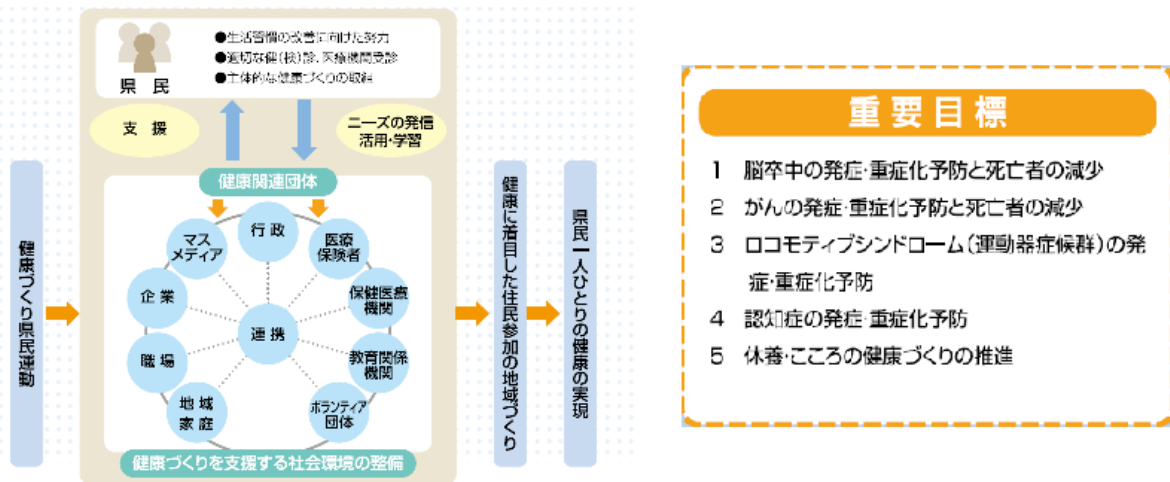 県 民
●生活習慣の改善に向けた努力
●適切な健(検)診、医療機関受診
●主体的な健康づくりの取組
支 援
ニーズの発信
活用・学習
健康関連団体
行 政
マス
メディア
医療
保険者
企 業
保健医療
機関
連 携
職 場
教育関係
機関
地 域
家 庭
ボランティア
団体
健康づくりを支援する社会環境の整備
健康づくり県民運動
健康に着目した住民参加の地域づくり
県民一人ひとりの健康の実現
重要目標
1 脳卒中の発症・重症化予防と死亡者の減少
2 がんの発症・重症化予防と死亡者の減少
3 ロコモティブシンドローム(運動器症候群)の発
症・重症化予防
4 認知症の発症・重症化予防
5 休養・こころの健康づくりの推進